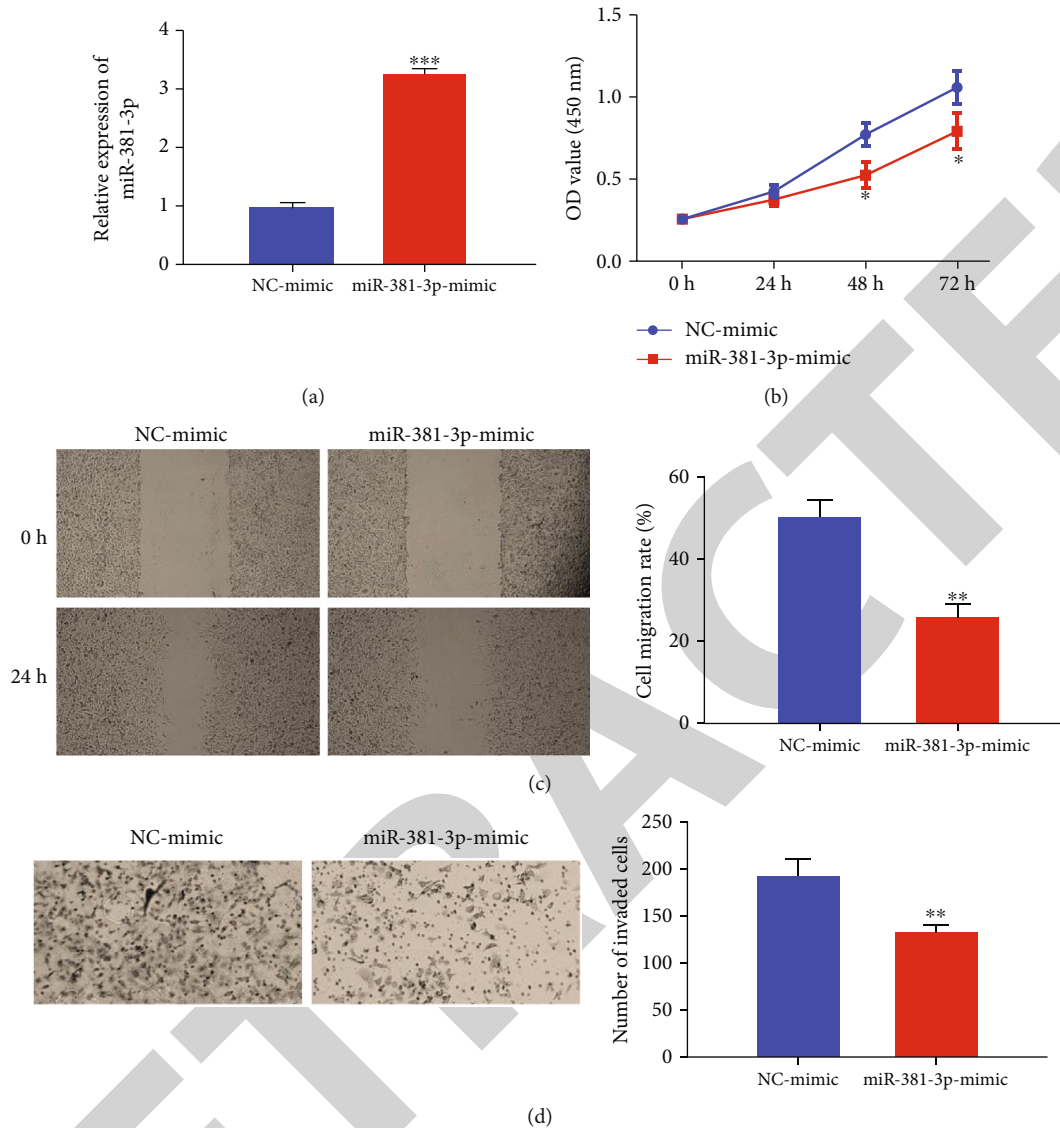 Relative expression of
miR-381-3p
4
3
2
1
0
***
NC-mimic
miR-381-3p-mimic
(a)
OD value (450 nm)
1.5
1.0
0.5
0.0
*
*
0 h
24 h
48 h
72 h
NC-mimic
miR-381-3p-mimic
(b)
NC-mimic
miR-381-3p-mimic
0 h
24 h
Cell migration rate (%)
60
40
20
0
**
NC-mimic
miR-381-3p-mimic
(c)
NC-mimic
miR-381-3p-mimic
Number of invaded cells
250
200
150
100
50
0
**
NC-mimic
miR-381-3p-mimic
(d)